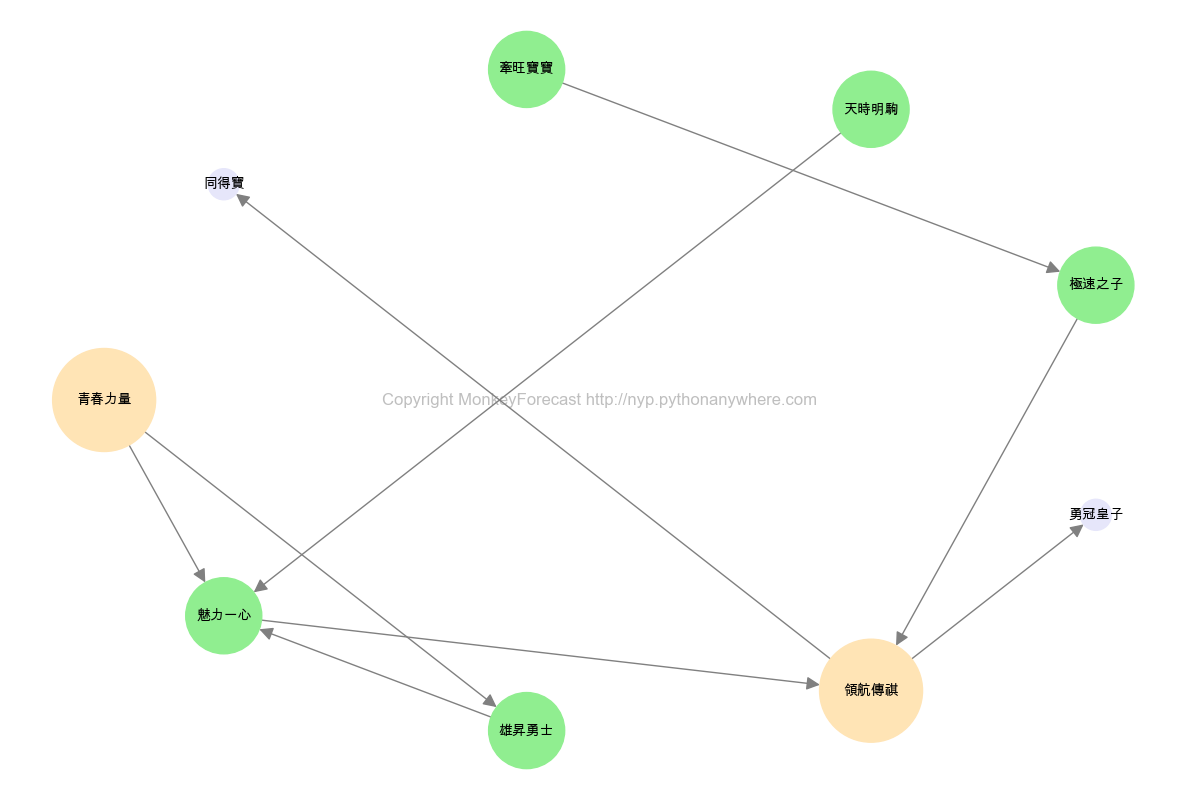 牽旺寶寶
天時明駒
同得寶
極速之子
青春力量
Copyright MonkeyForecast http://nyp.pythonanywhere.com
勇冠皇子
魅力一心
領航傳祺
雄昇勇士